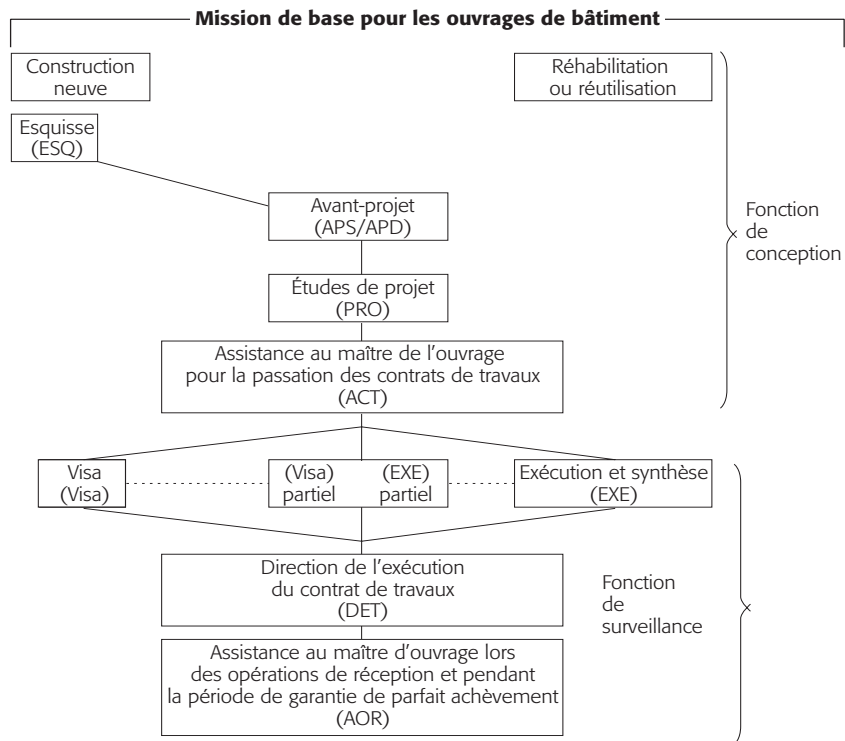 Mission de base pour les ouvrages de bâtiment
Construction
neuve
Réhabilitation
ou réutilisation
Esquisse
(ESQ)
Avant-projet
(APS/APD)
Fonction
de
conception
Études de projet
(PRO)
Assistance au maître de l'ouvrage
pour la passation des contrats de travaux
(ACT)
Visa
(Visa)
(Visa)
partiel
(EXE)
partiel
Exécution et synthèse
(EXE)
Direction de l'exécution
du contrat de travaux
(DET)
Fonction
de
surveillance
Assistance au maître d'ouvrage lors
des opérations de réception et pendant
la période de garantie de parfait achèvement
(AOR)